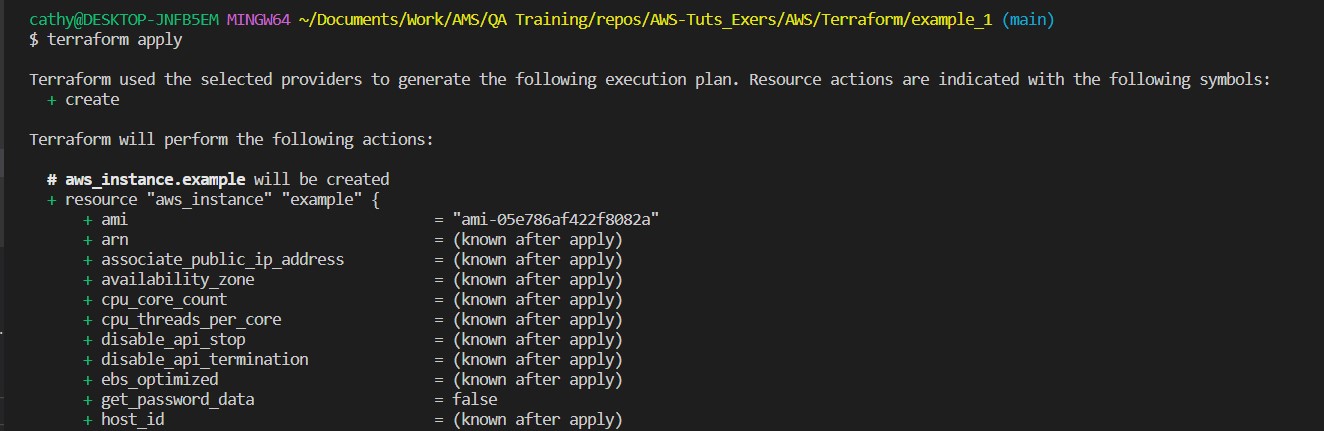 cathy@DESKTOP-JNFB5EM MINGW64 ~/Documents/Work/AMS/QA Training/repos/AWS-Tuts_Exers/AWS/Terraform/example_1 (main)
$ terraform apply
Terraform used the selected providers to generate the following execution plan. Resource actions are indicated with the following symbols:
+ create
Terraform will perform the following actions:
# aws_instance.example will be created
+ resource "aws_instance" "example" {
+ ami = "ami-05e786af422f8082a"
+ arn = (known after apply)
+ associate_public_ip_address = (known after apply)
+ availability_zone = (known after apply)
+ cpu_core_count = (known after apply)
+ cpu_threads_per_core = (known after apply)
+ disable_api_stop = (known after apply)
+ disable_api_termination = (known after apply)
+ ebs_optimized = (known after apply)
+ get_password_data = false
+ host_id = (known after apply)